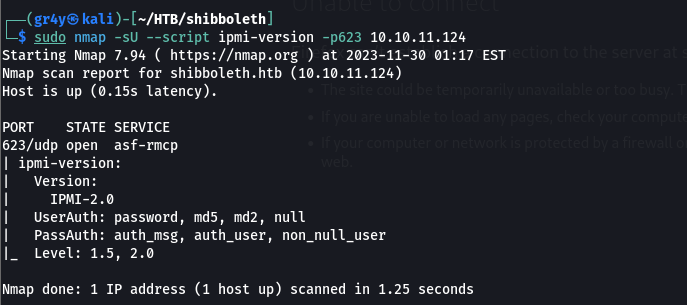 Unable to connect
┌──(gr4y㉿kali)-[~/HTB/shibboleth]
└─$ sudo nmap -sU --script ipmi-version -p623 10.10.11.124
nnection to the server at s
Starting Nmap 7.94 ( https://nmap.org ) at 2023-11-30 01:17 EST
Nmap scan report for shibboleth.htb (10.10.11.124)
Host is up (0.15s latency).
The site could be temporarily unavailable or too busy. T
If you are unable to load any pages, check your compute
PORT    STATE SERVICE
623/udp open  asf-rmcp
If your computer or network is protected by a firewall o
web.
| ipmi-version:
|   Version:
|     IPMI-2.0
|   UserAuth: password, md5, md2, null
|   PassAuth: auth_msg, auth_user, non_null_user
|_  Level: 1.5, 2.0
Nmap done: 1 IP address (1 host up) scanned in 1.25 seconds